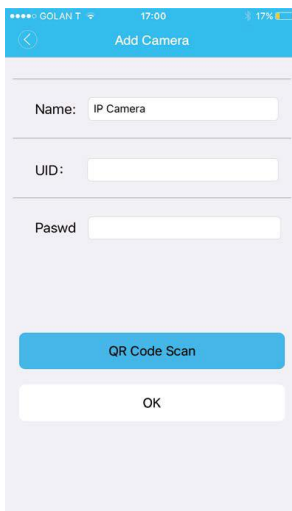 GOLAN T 17:00 17%
Add Camera
Name: IP Camera
UID:
Paswd
QR Code Scan
OK